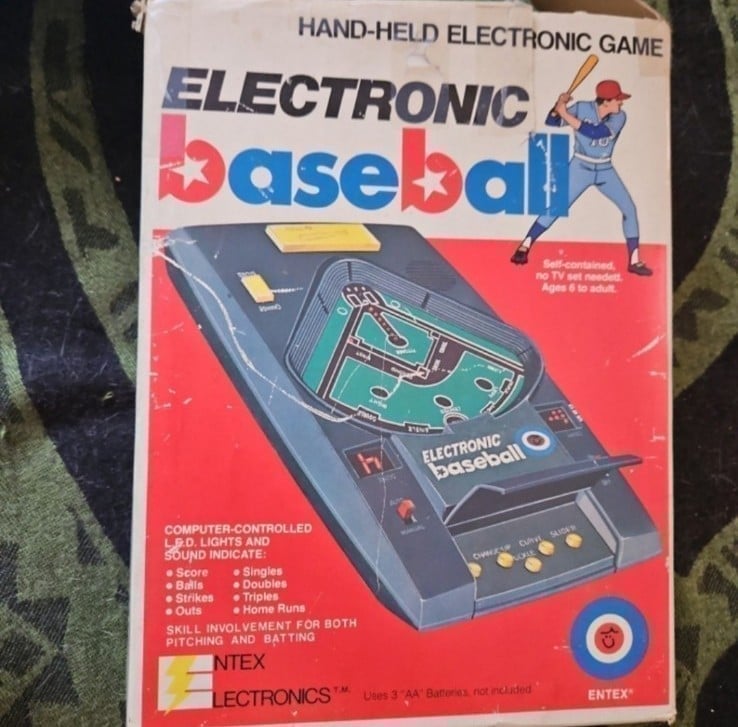 HAND-HELD ELECTRONIC GAME
ELECTRONIC
baseball
Self-contained,
no TV set needed.
Ages 6 to adult.
ELECTRONIC
baseball
CHANGE UP CURVE SLIDER
COMPUTER-CONTROLLED
L.E.D. LIGHTS AND
SOUND INDICATE:
• Score • Singles
• Balls • Doubles
• Strikes • Triples
• Outs • Home Runs
SKILL INVOLVEMENT FOR BOTH
PITCHING AND BATTING
ENTEX
ELECTRONICS T.M.
Uses 3 "AA" Batteries, not included.
ENTEX®